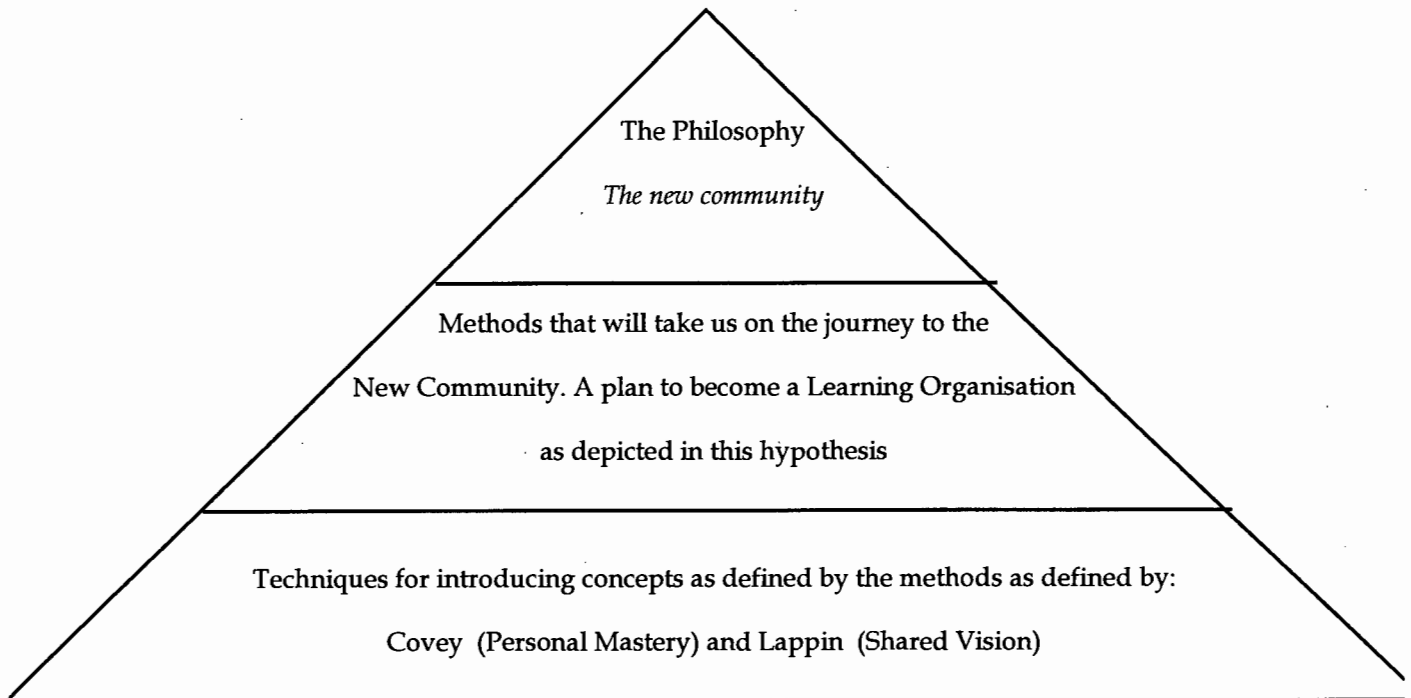 The Philosophy
The new community
Methods that will take us on the journey to the
New Community. A plan to become a Learning Organisation
as depicted in this hypothesis
Techniques for introducing concepts as defined by the methods as defined by:
Covey (Personal Mastery) and Lappin (Shared Vision)